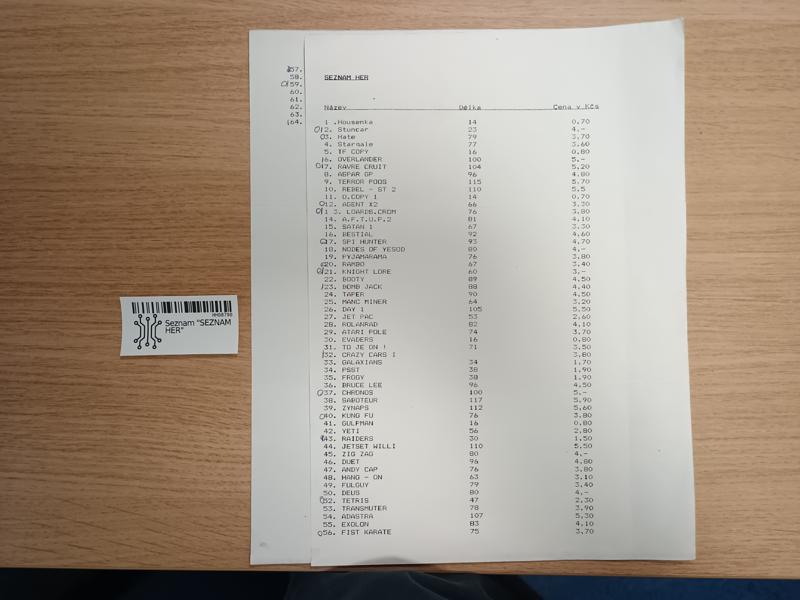 57.
58.
59.
60.
61.
62.
63.
64.
SEZNAM HER
Název Délka Cena v Kčs
1 .Housenka 14 0,70
2. Stuncar 23 4,-
3. Hate 79 3,70
4. Stargale 77 3,60
5. TF COPY 16 0,80
6. OVERLANDER 100 5,-
7. RAVRE CRUIT 104 5,20
8. ASPAR GP 96 4,80
9. TERROR PODS 115 5,70
10. REBEL - ST 2 110 5,5
11. O.COPY 1 14 0,70
12. AGENT X2 66 3,30
1 3. LOARDS.CROM 76 3,80
14. A.F.T.U.P.2 81 4,10
15. SATAN 1 67 3,30
16. BESTIAL 92 4,60
17. SPI HUNTER 93 4,70
18. NODES OF YESOD 80 4,-
19. PYJAMARAMA 76 3,80
20. RAMBO 67 3,40
21. KNIGHT LORE 60 3,-
22. BOOTY 89 4,50
23. BOMB JACK 88 4,40
24. TAPER 90 4,50
25. MANC MINER 64 3,20
26. DAY 1 105 5,50
27. JET PAC 53 2,60
28. ROLANRAD 82 4,10
29. ATARI POLE 74 3,70
30. EVADERS 16 0,80
31. TO JE ON ! 71 3,50
32. CRAZY CARS I 3,80
33. GALAXIANS 34 1,70
34. PSST 38 1,90
35. FROGY 38 1,90
36. BRUCE LEE 96 4,50
37. CHRONOS 100 5,-
38. SABOTEUR 117 5,90
39. ZYNAPS 112 5,60
40. KUNG FU 76 3,80
41. GULPMAN 16 0,80
42. YETI 56 2,80
43. RAIDERS 30 1,50
44. JETSET WILLI 110 5,50
45. ZIG ZAG 80 4,-
46. DUET 96 4,80
47. ANDY CAP 76 3,80
48. HANG - ON 63 3,10
49. FULGUY 79 3,40
50. DEUS 80 4,-
52. TETRIS 47 2,30
53. TRANSMUTER 78 3,90
54. ADASTRA 107 5,30
55. EXOLON 83 4,10
56. FIST KARATE 75 3,70
HH08798
Seznam "SEZNAM
HER"